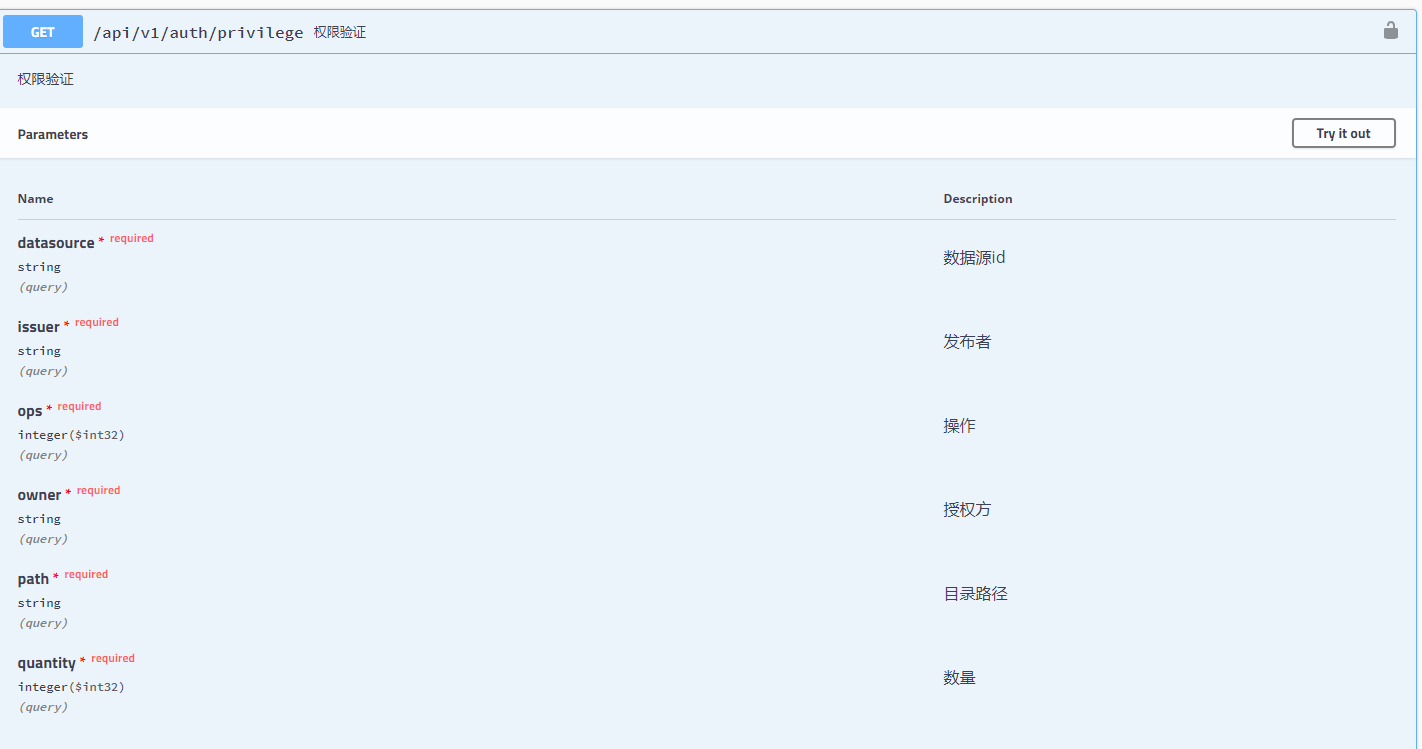 GET /api/v1/auth/privilege 权限验证
权限验证
Parameters Try it out
Name Description
datasource * required
string
(query)
数据源id
issuer * required
string
(query)
发布者
ops * required
integer($int32)
(query)
操作
owner * required
string
(query)
授权方
path * required
string
(query)
目录路径
quantity * required
integer($int32)
(query)
数量